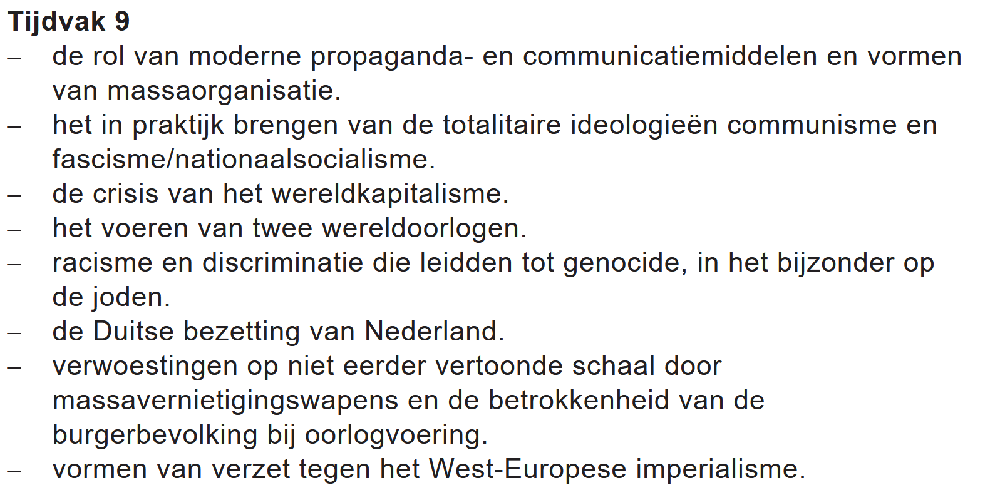 Tijdvak 9
– de rol van moderne propaganda- en communicatiemiddelen en vormen
van massaorganisatie.
– het in praktijk brengen van de totalitaire ideologieën communisme en
fascisme/nationaalsocialisme.
– de crisis van het wereldkapitalisme.
– het voeren van twee wereldoorlogen.
– racisme en discriminatie die leidden tot genocide, in het bijzonder op
de joden.
– de Duitse bezetting van Nederland.
– verwoestingen op niet eerder vertoonde schaal door
massavernietigingswapens en de betrokkenheid van de
burgerbevolking bij oorlogvoering.
– vormen van verzet tegen het West-Europese imperialisme.